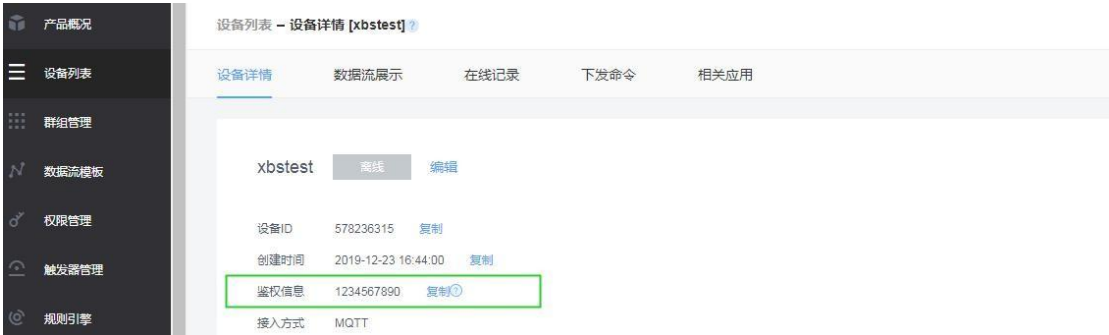 产品概况
设备列表
群组管理
数据流模板
权限管理
触发器管理
规则引擎
设备列表 – 设备详情 [xbstest] ?
设备详情 数据流展示 在线记录 下发命令 相关应用
xbstest 离线 编辑
设备ID 578236315 复制
创建时间 2019-12-23 16:44:00 复制
鉴权信息 1234567890 复制 ?
接入方式 MQTT